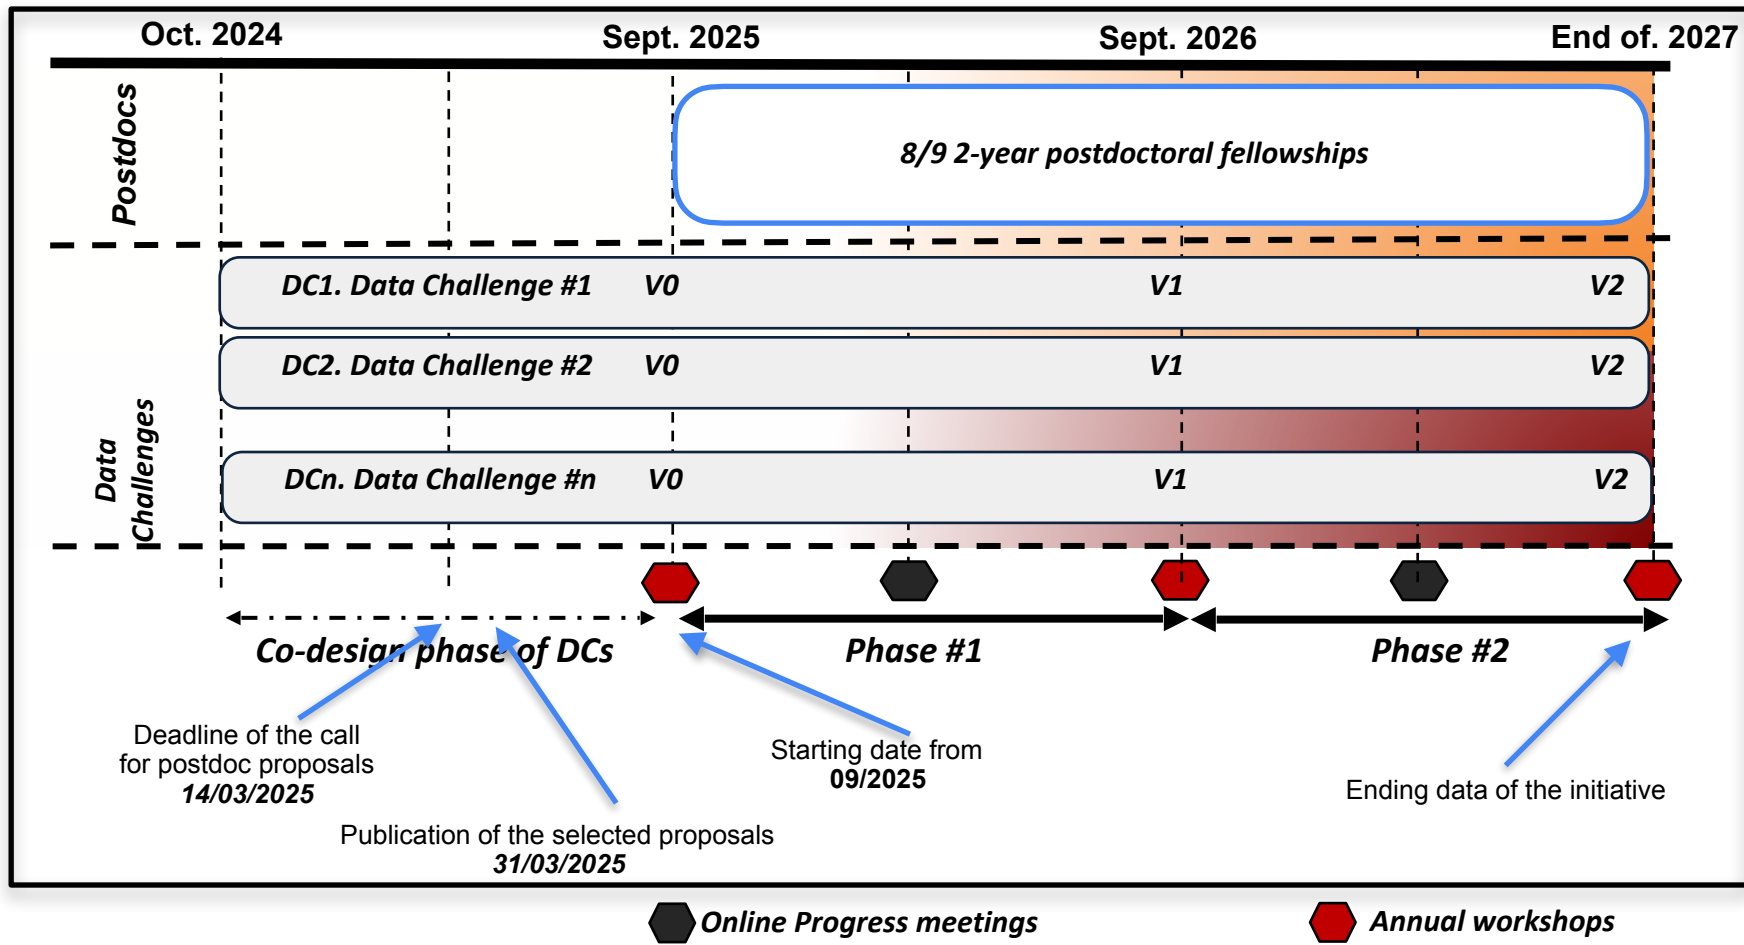 Oct. 2024
Sept. 2025
Sept. 2026
End of. 2027
Postdocs
8/9 2-year postdoctoral fellowships
DC1. Data Challenge #1
V0
V1
V2
DC2. Data Challenge #2
V0
V1
V2
Data
Challenges
DCn. Data Challenge #n
V0
V1
V2
Co-design phase of DCs
Phase #1
Phase #2
Deadline of the call
for postdoc proposals
14/03/2025
Starting date from
09/2025
Ending data of the initiative
Publication of the selected proposals
31/03/2025
Online Progress meetings
Annual workshops